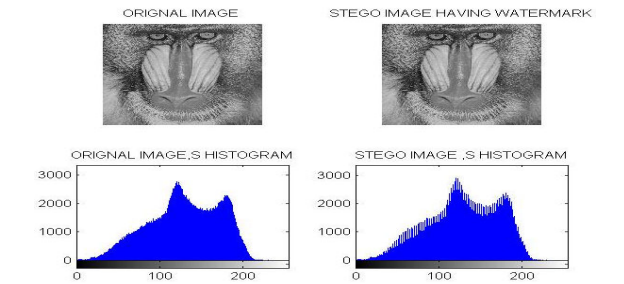 ORIGNAL IMAGE
STEGO IMAGE HAVING WATERMARK
ORIGNAL IMAGE,S HISTOGRAM
3000
2000
1000
0
0 100 200
STEGO IMAGE ,S HISTOGRAM
3000
2000
1000
0
0 100 200